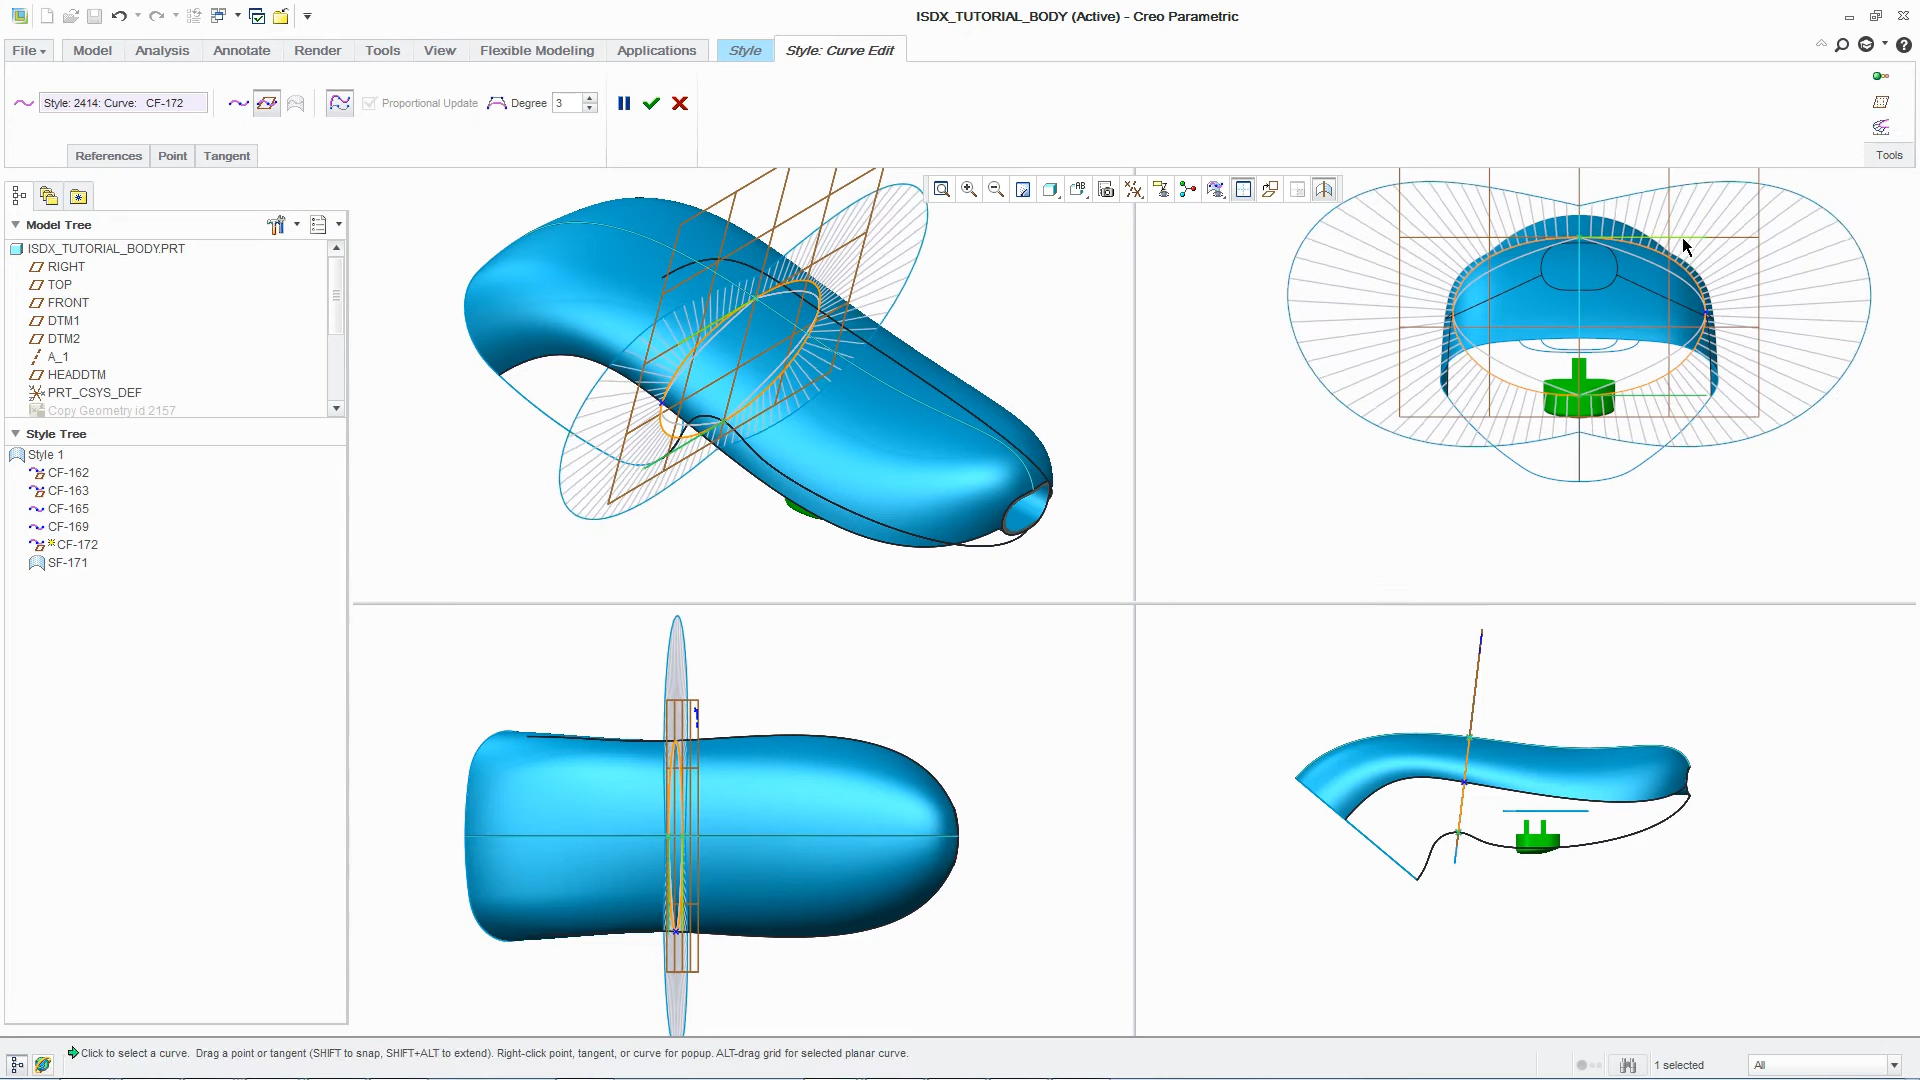 ISDX_TUTORIAL_BODY (Active) - Creo Parametric
File Model Analysis Annotate Render Tools View Flexible Modeling Applications Style Style: Curve Edit
Style: 2414: Curve: CF-172 Proportional Update Degree 3
References Point Tangent Tools
Model Tree
ISDX_TUTORIAL_BODY.PRT
RIGHT
TOP
FRONT
DTM1
DTM2
A_1
HEADDTM
PRT_CSYS_DEF
Copy Geometry id 2157
Style Tree
Style 1
CF-162
CF-163
CF-165
CF-169
CF-172
SF-171
Click to select a curve. Drag a point or tangent (SHIFT to snap, SHIFT+ALT to extend). Right-click point, tangent, or curve for popup. ALT-drag grid for selected planar curve.
1 selected All